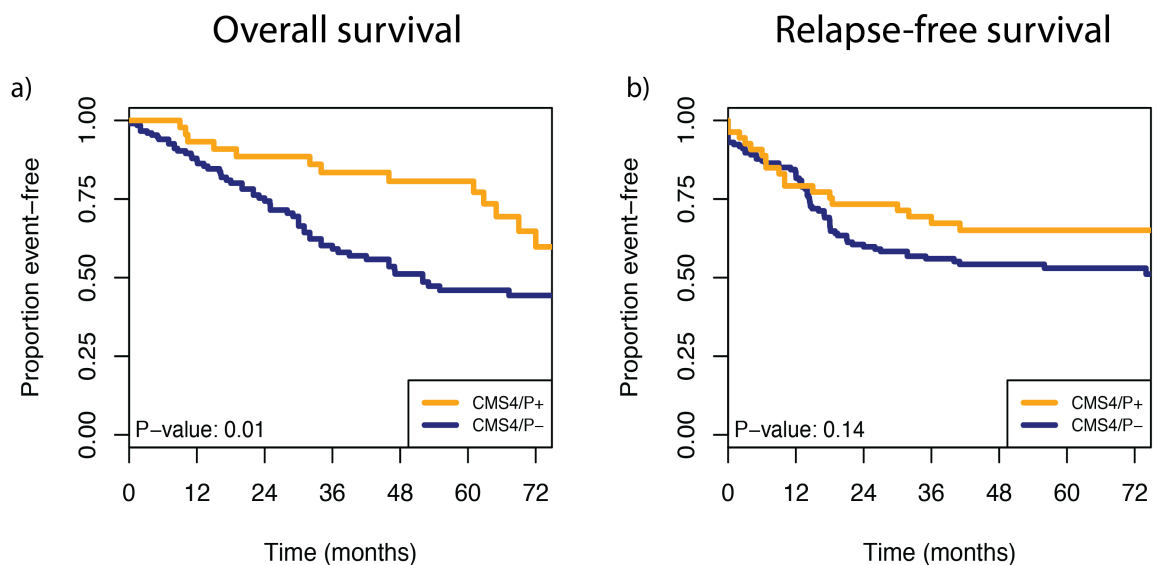 Overall survival
a)
Proportion event−free
1.00
0.75
0.50
0.25
0.00
P−value: 0.01
CMS4/P+
CMS4/P−
0 12 24 36 48 60 72
Time (months)
Relapse-free survival
b)
Proportion event−free
1.00
0.75
0.50
0.25
0.00
P−value: 0.14
CMS4/P+
CMS4/P−
0 12 24 36 48 60 72
Time (months)